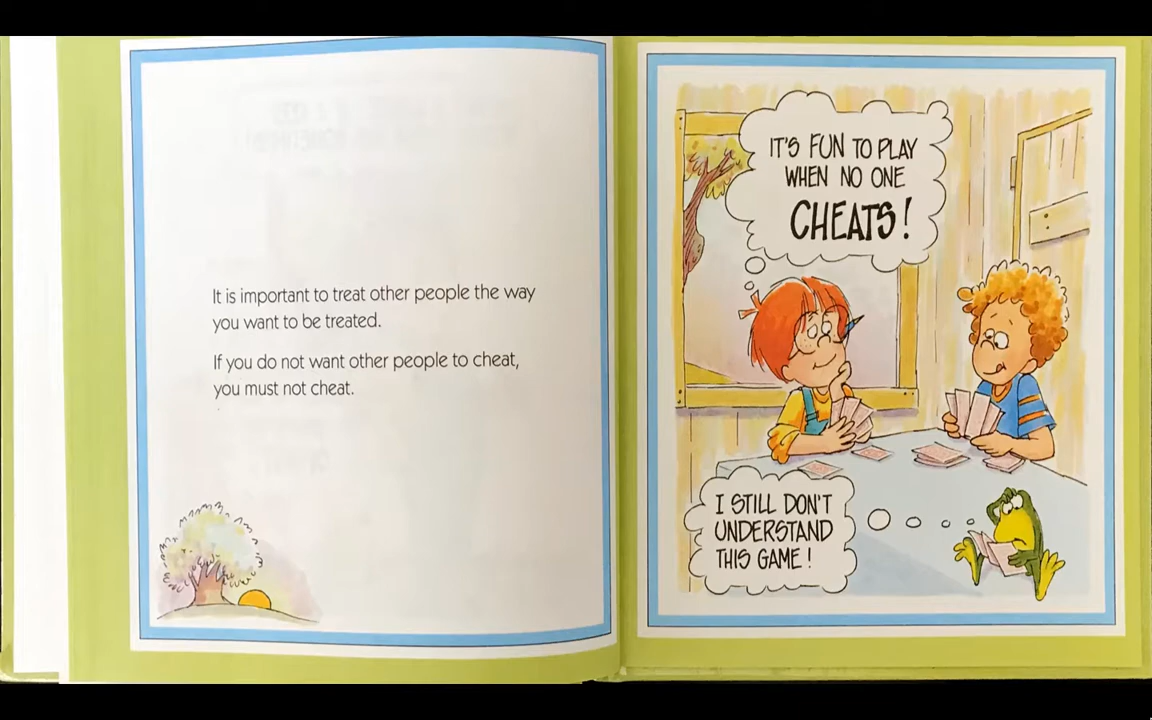 It is important to treat other people the way
you want to be treated.
If you do not want other people to cheat,
you must not cheat.
IT'S FUN TO PLAY
WHEN NO ONE
CHEATS!
I STILL DON'T
UNDERSTAND
THIS GAME!